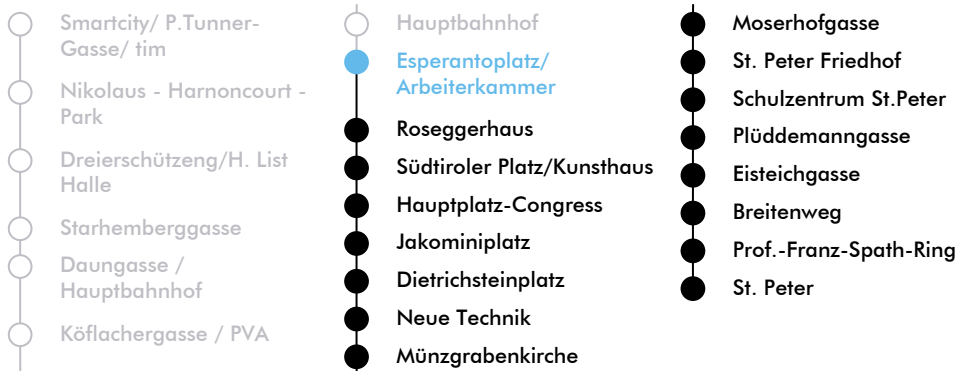 Smartcity/ P.Tunner-
Gasse/ tim
Nikolaus - Harnoncourt -
Park
Dreierschützeng/H. List
Halle
Starhemberggasse
Daungasse /
Hauptbahnhof
Köflachergasse / PVA
Hauptbahnhof
Esperantoplatz/
Arbeiterkammer
Roseggerhaus
Südtiroler Platz/Kunsthaus
Hauptplatz-Congress
Jakominiplatz
Dietrichsteinplatz
Neue Technik
Münzgrabenkirche
Moserhofgasse
St. Peter Friedhof
Schulzentrum St.Peter
Plüddemanngasse
Eisteichgasse
Breitenweg
Prof.-Franz-Spath-Ring
St. Peter